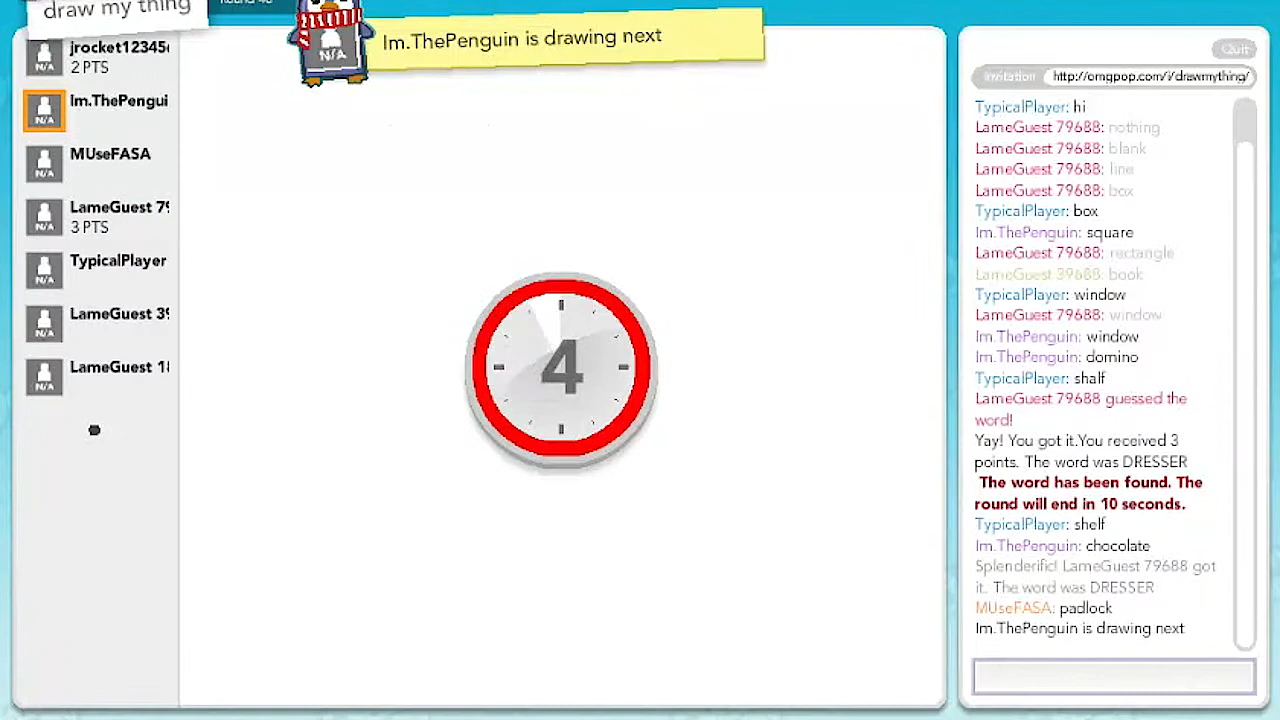 draw my thing
Im.ThePenguin is drawing next
N/A
jrocket12345
2 PTS
N/A
Im.ThePengui
N/A
MUseFASA
N/A
LameGuest 79
3 PTS
N/A
TypicalPlayer
N/A
LameGuest 39
N/A
LameGuest 18
N/A
4
Quit
Invitation http://omgpop.com/i/drawmything/
TypicalPlayer: hi
LameGuest 79688: nothing
LameGuest 79688: blank
LameGuest 79688: line
LameGuest 79688: box
TypicalPlayer: box
Im.ThePenguin: square
LameGuest 79688: rectangle
LameGuest 39688: book
TypicalPlayer: window
LameGuest 79688: window
Im.ThePenguin: window
Im.ThePenguin: domino
TypicalPlayer: shalf
LameGuest 79688 guessed the
word!
Yay! You got it.You received 3
points. The word was DRESSER
The word has been found. The
round will end in 10 seconds.
TypicalPlayer: shelf
Im.ThePenguin: chocolate
Splenderific! LameGuest 79688 got
it. The word was DRESSER
MUseFASA: padlock
Im.ThePenguin is drawing next